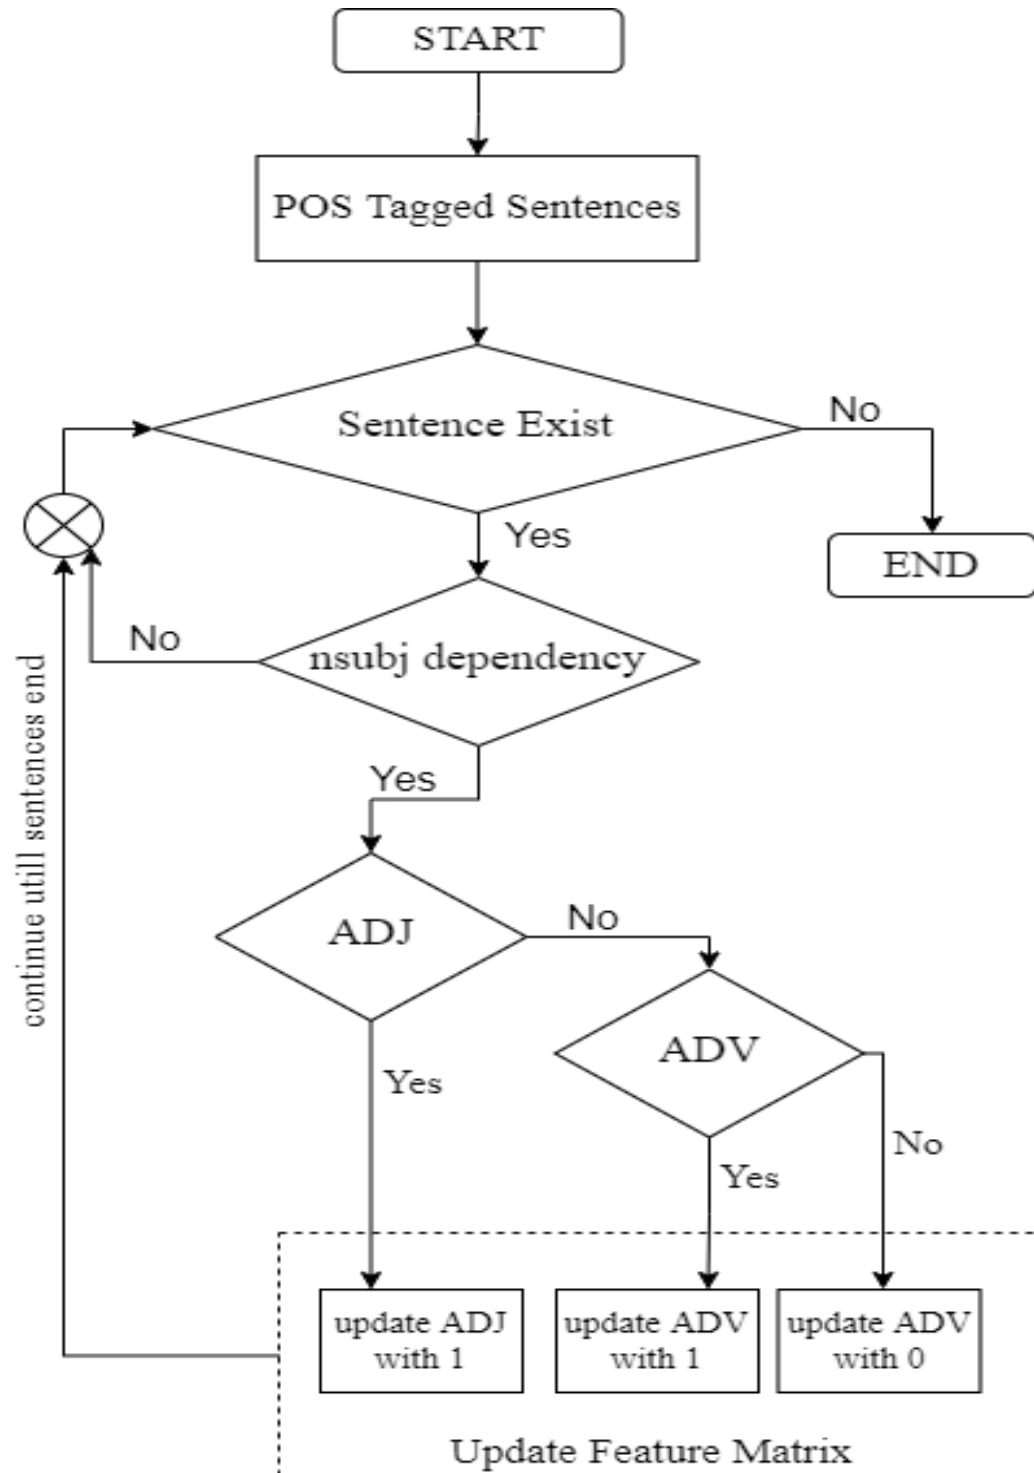 START
POS Tagged Sentences
Sentence Exist
No
Yes
END
nsubj dependency
No
continue utill sentences end
Yes
ADJ
No
ADV
Yes
Yes
No
update ADJ
with 1
update ADV
with 1
update ADV
with 0
Update Feature Matrix